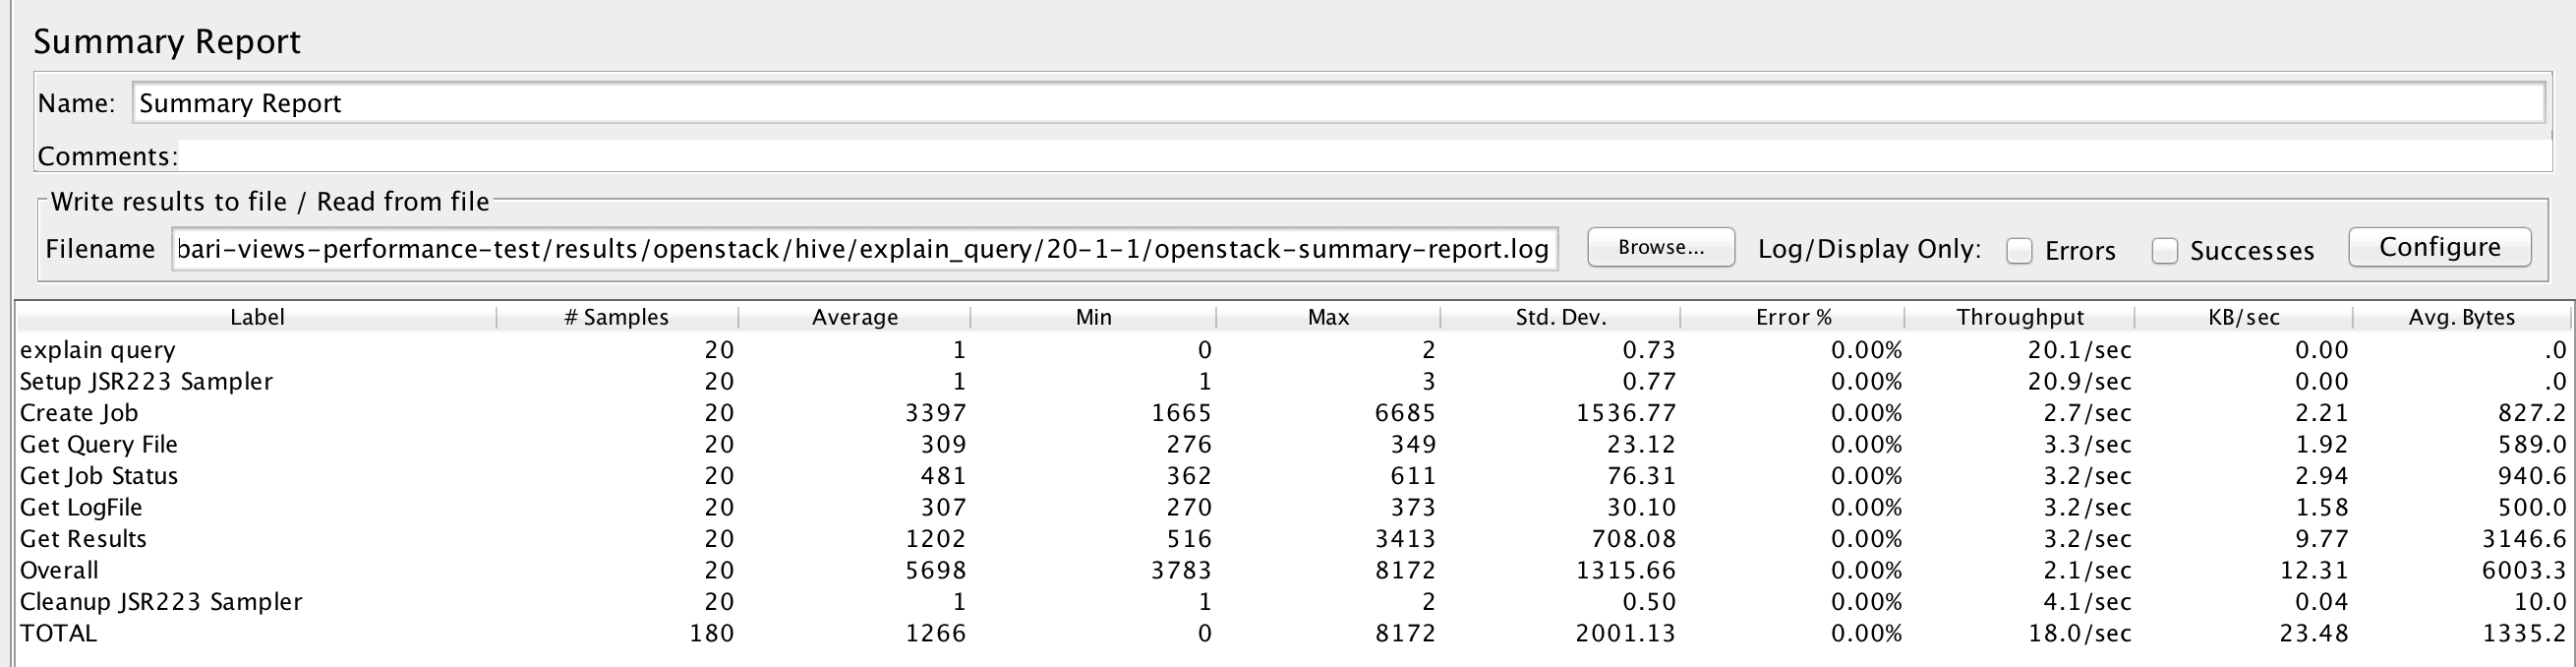 Summary Report
Name: Summary Report
Comments:
Write results to file / Read from file
Filename bari-views-performance-test/results/openstack/hive/explain_query/20-1-1/openstack-summary-report.log Browse... Log/Display Only: Errors Successes Configure
Label # Samples Average Min Max Std. Dev. Error % Throughput KB/sec Avg. Bytes
explain query 20 1 0 2 0.73 0.00% 20.1/sec 0.00 .0
Setup JSR223 Sampler 20 1 1 3 0.77 0.00% 20.9/sec 0.00 .0
Create Job 20 3397 1665 6685 1536.77 0.00% 2.7/sec 2.21 827.2
Get Query File 20 309 276 349 23.12 0.00% 3.3/sec 1.92 589.0
Get Job Status 20 481 362 611 76.31 0.00% 3.2/sec 2.94 940.6
Get LogFile 20 307 270 373 30.10 0.00% 3.2/sec 1.58 500.0
Get Results 20 1202 516 3413 708.08 0.00% 3.2/sec 9.77 3146.6
Overall 20 5698 3783 8172 1315.66 0.00% 2.1/sec 12.31 6003.3
Cleanup JSR223 Sampler 20 1 1 2 0.50 0.00% 4.1/sec 0.04 10.0
TOTAL 180 1266 0 8172 2001.13 0.00% 18.0/sec 23.48 1335.2